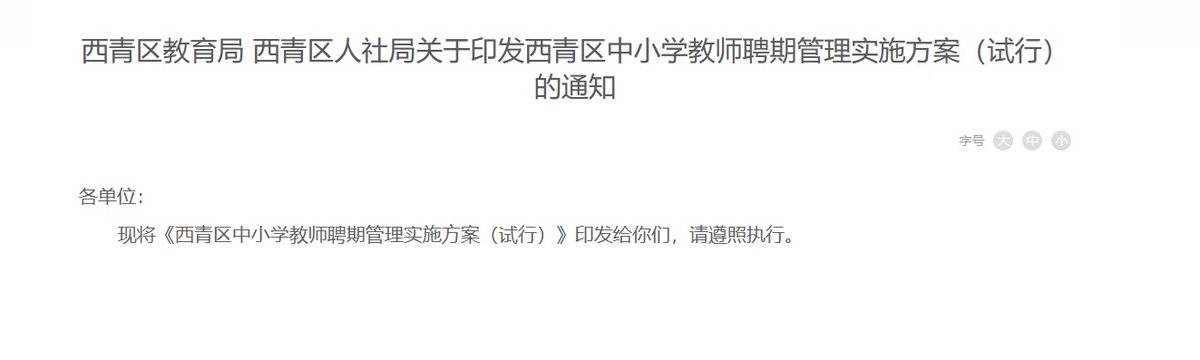 西青区教育局 西青区人社局关于印发西青区中小学教师聘期管理实施方案（试行）
的通知
字号 大 中 小
各单位：
现将《西青区中小学教师聘期管理实施方案（试行）》印发给你们，请遵照执行。